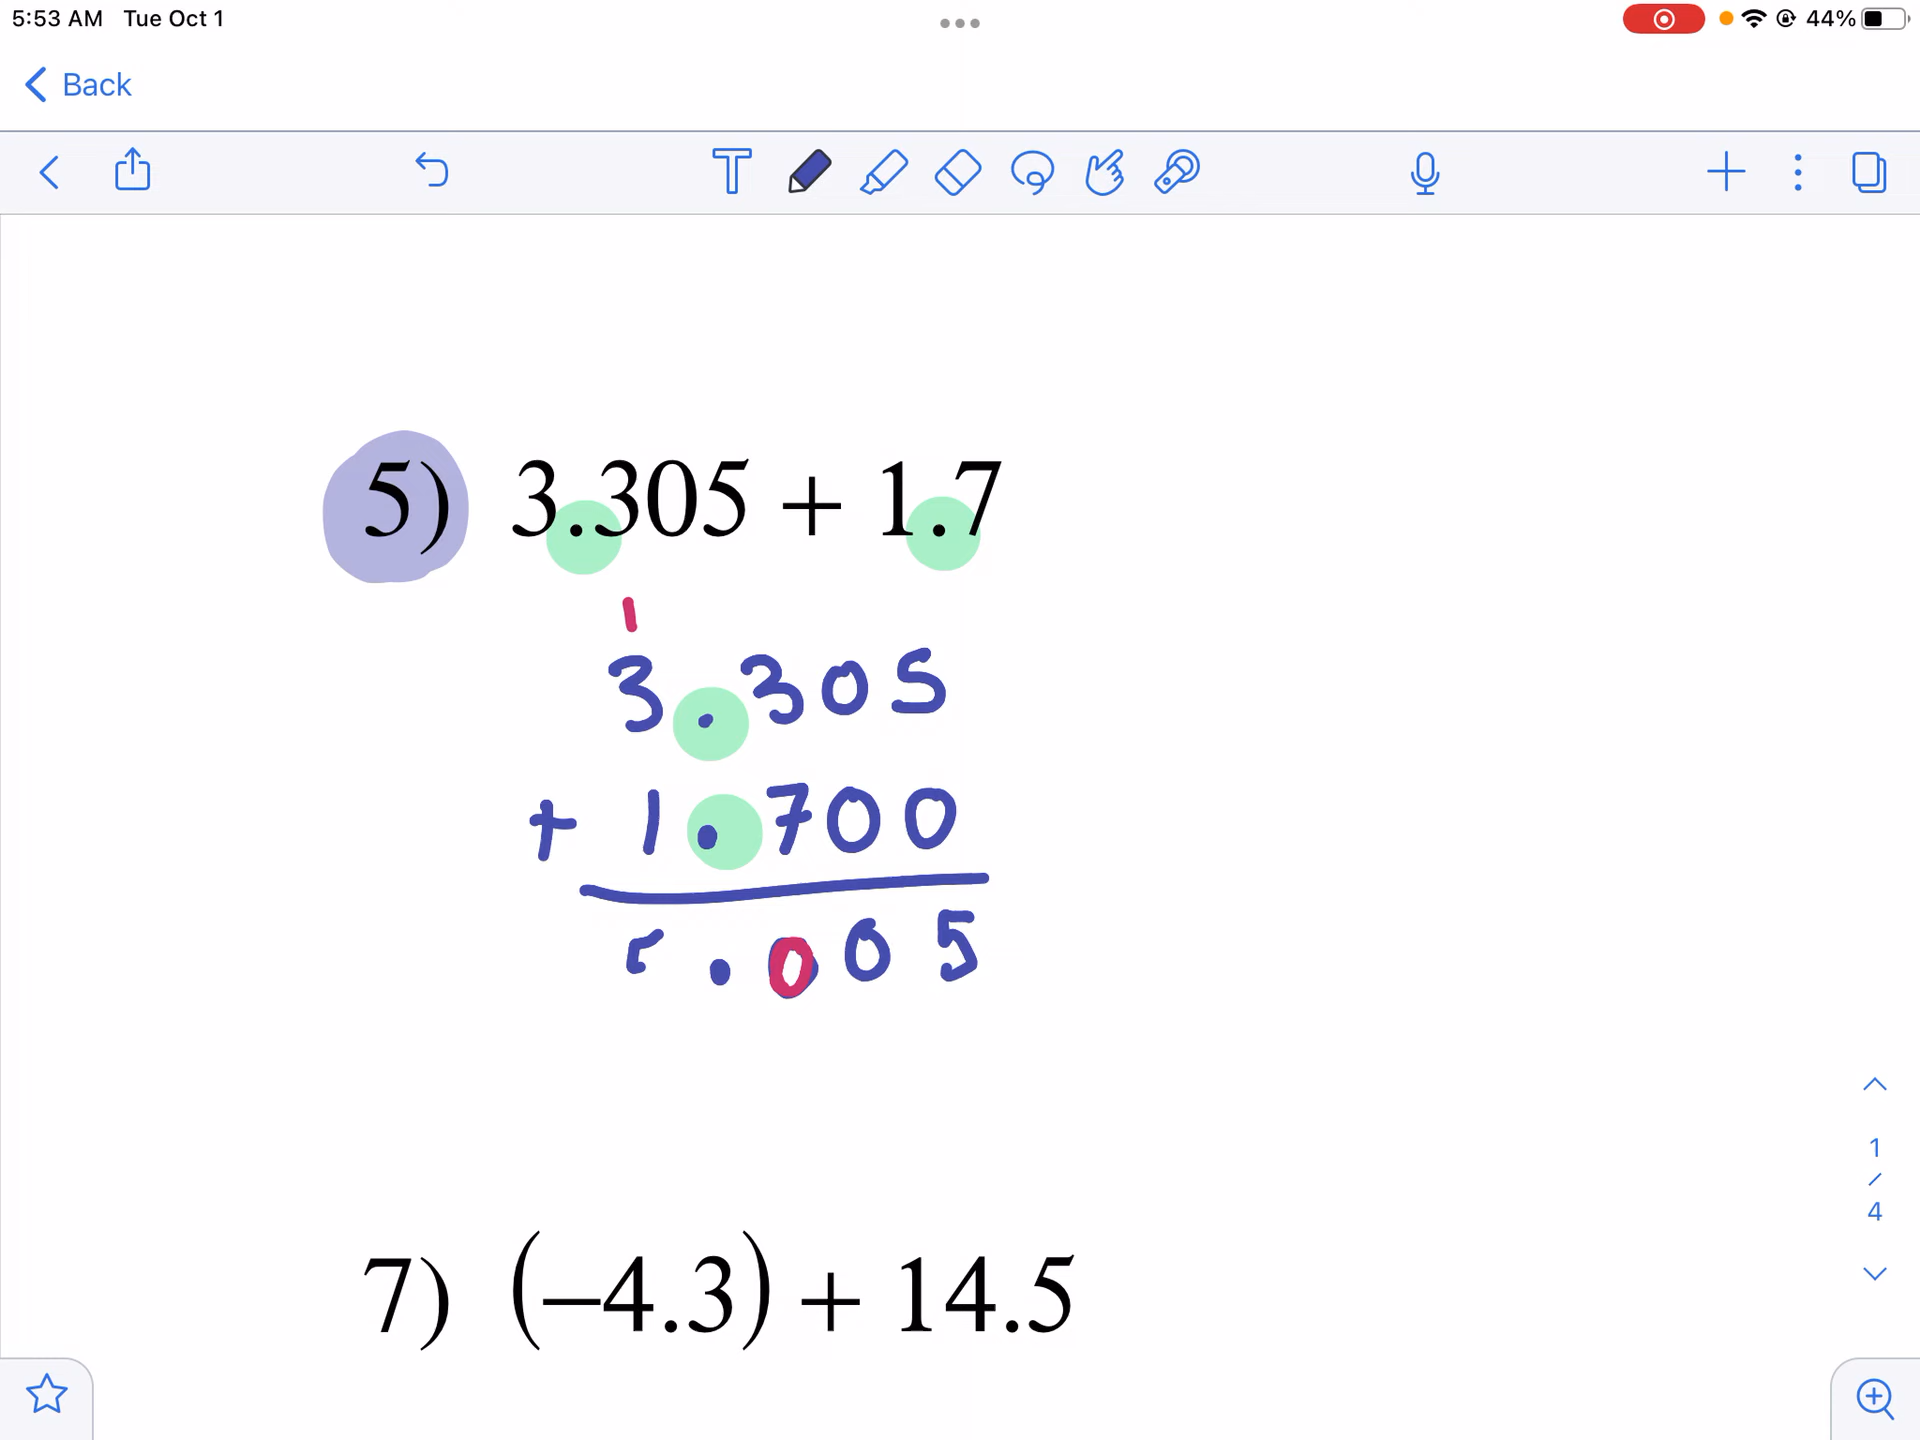 5:53 AM Tue Oct 1 44%
Back
5) 3.305 + 1.7
1
3.305
+ 1.700
5.005
1
/
4
7) (−4.3) + 14.5